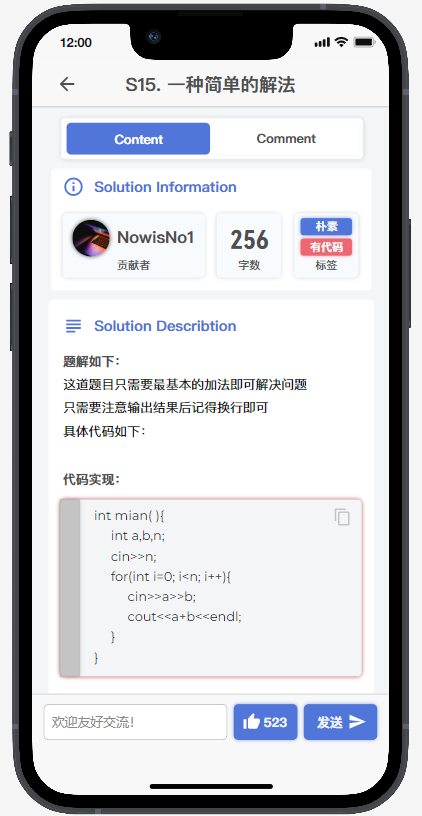 12:00
S15. 一种简单的解法
Content
Comment
Solution Information
NowisNo1
贡献者
256
字数
朴素
有代码
标签
Solution Describtion
题解如下：
这道题目只需要最基本的加法即可解决问题
只需要注意输出结果后记得换行即可
具体代码如下：
代码实现：
int mian( ){
int a,b,n;
cin>>n;
for(int i=0; i<n; i++){
cin>>a>>b;
cout<<a+b<<endl;
}
}
欢迎友好交流！
523
发送